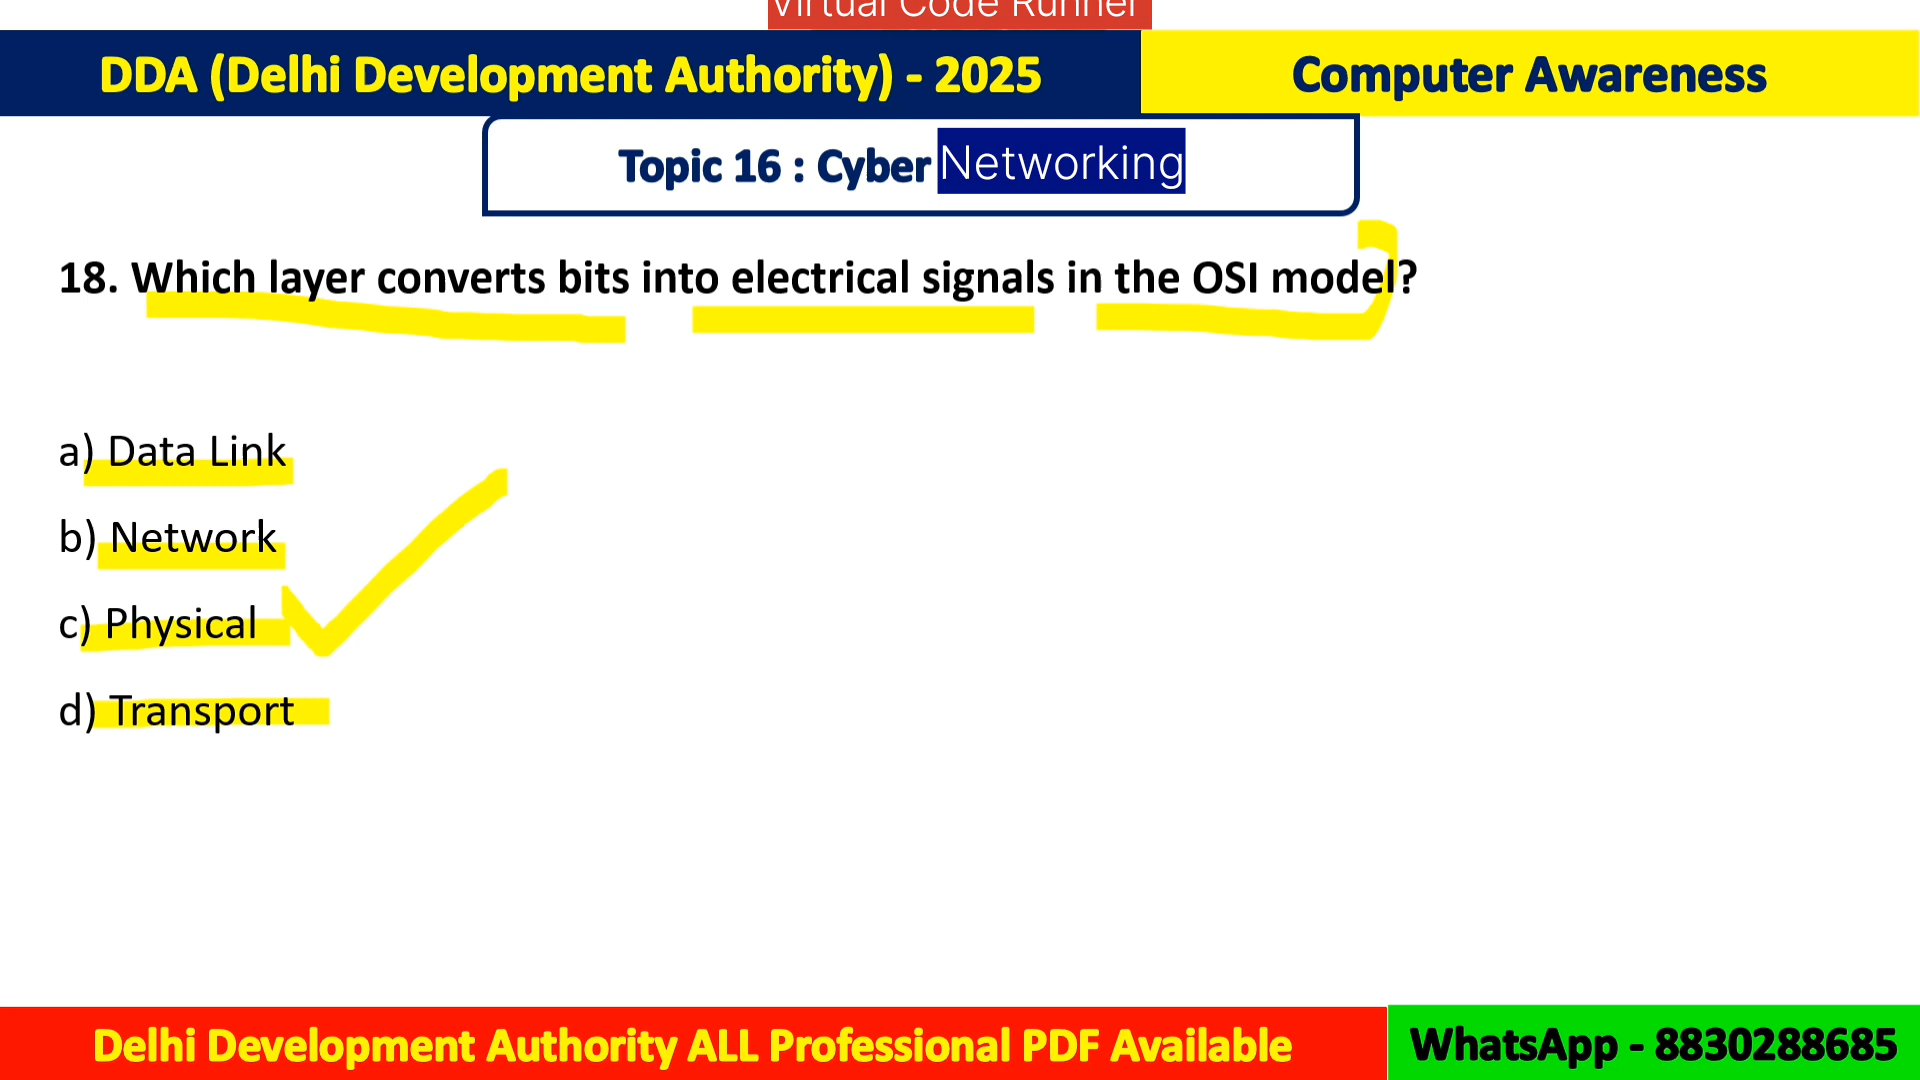 Virtual Code Runner
DDA (Delhi Development Authority) - 2025
Computer Awareness
Topic 16 : Cyber Networking
18. Which layer converts bits into electrical signals in the OSI model?
a) Data Link
b) Network
c) Physical
d) Transport
Delhi Development Authority ALL Professional PDF Available
WhatsApp - 8830288685